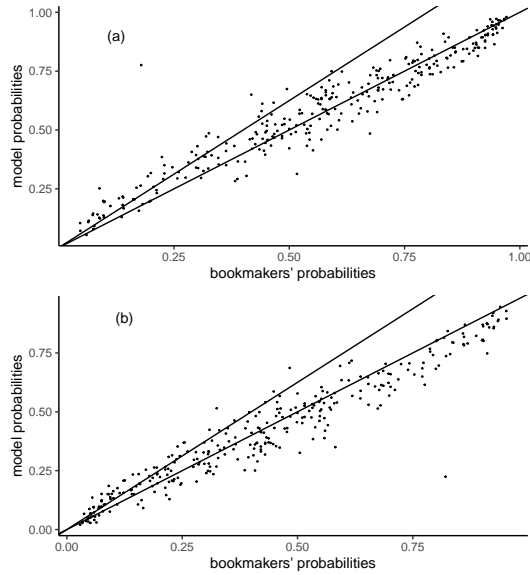 (a)
model probabilities
1.00
0.75
0.50
0.25
0.25 0.50 0.75 1.00
bookmakers' probabilities
(b)
model probabilities
0.75
0.50
0.25
0.00
0.00 0.25 0.50 0.75
bookmakers' probabilities